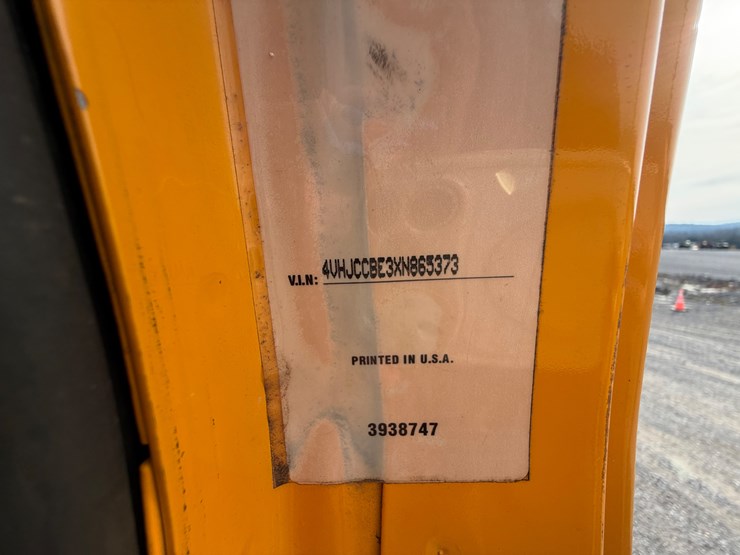 V.I.N: 4VHJCCBE3XN865373
PRINTED IN U.S.A.
3938747